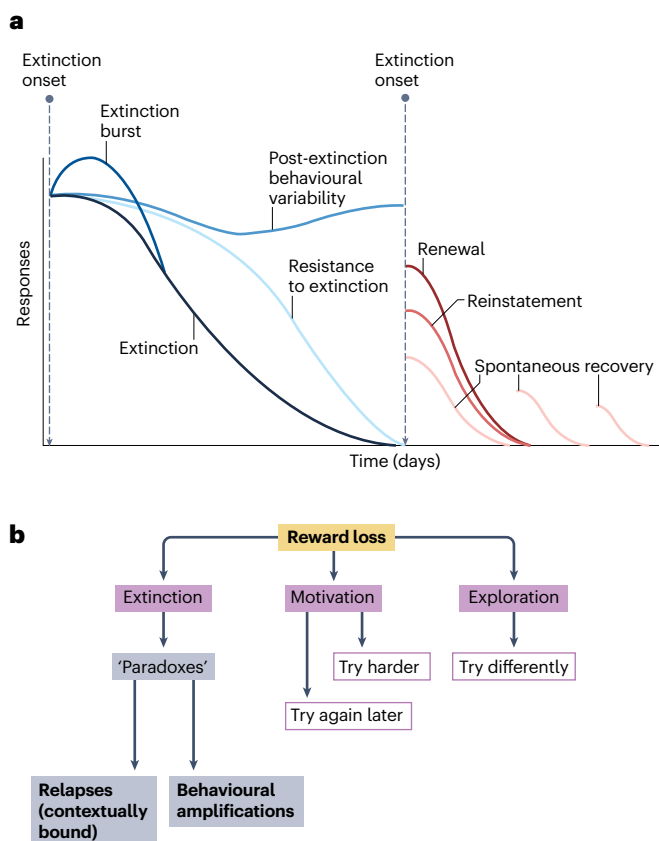 a
Extinction
onset
Extinction
onset
Extinction
burst
Post-extinction
behavioural
variability
Renewal
Resistance
to extinction
Reinstatement
Extinction
Spontaneous recovery
Responses
Time (days)
b
Reward loss
Extinction
Motivation
Exploration
'Paradoxes'
Try harder
Try differently
Try again later
Relapses
(contextually
bound)
Behavioural
amplifications